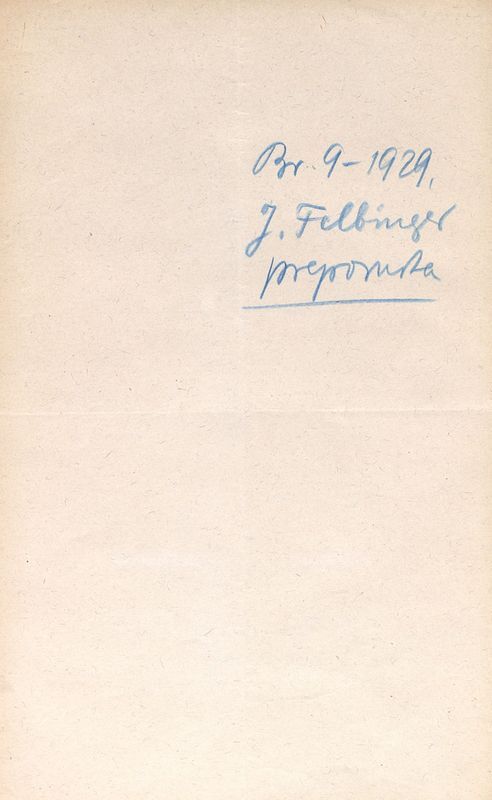 Br. 9-1929.
J. Felbinger
preporuka